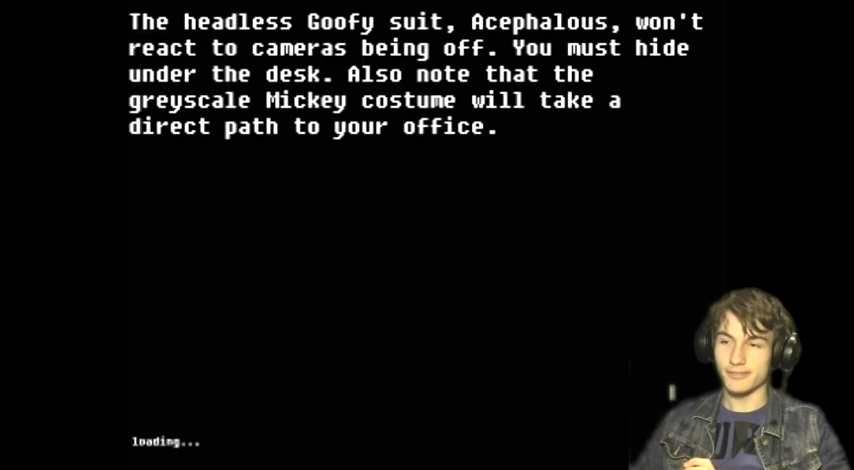 The headless Goofy suit, Acephalous, won't
react to cameras being off. You must hide
under the desk. Also note that the
greyscale Mickey costume will take a
direct path to your office.
loading...